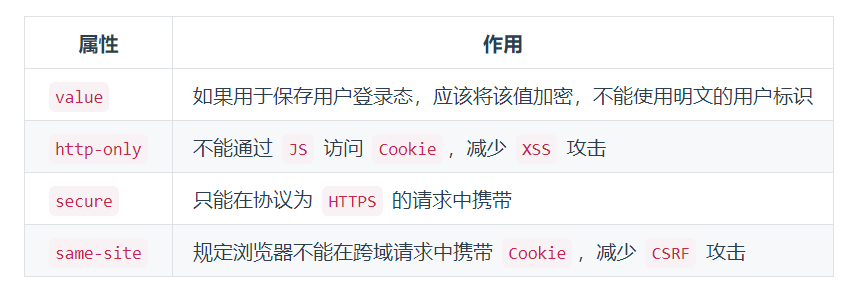 属性 作用
value 如果用于保存用户登录态，应该将该值加密，不能使用明文的用户标识
http-only 不能通过 JS 访问 Cookie ，减少 XSS 攻击
secure 只能在协议为 HTTPS 的请求中携带
same-site 规定浏览器不能在跨域请求中携带 Cookie ，减少 CSRF 攻击